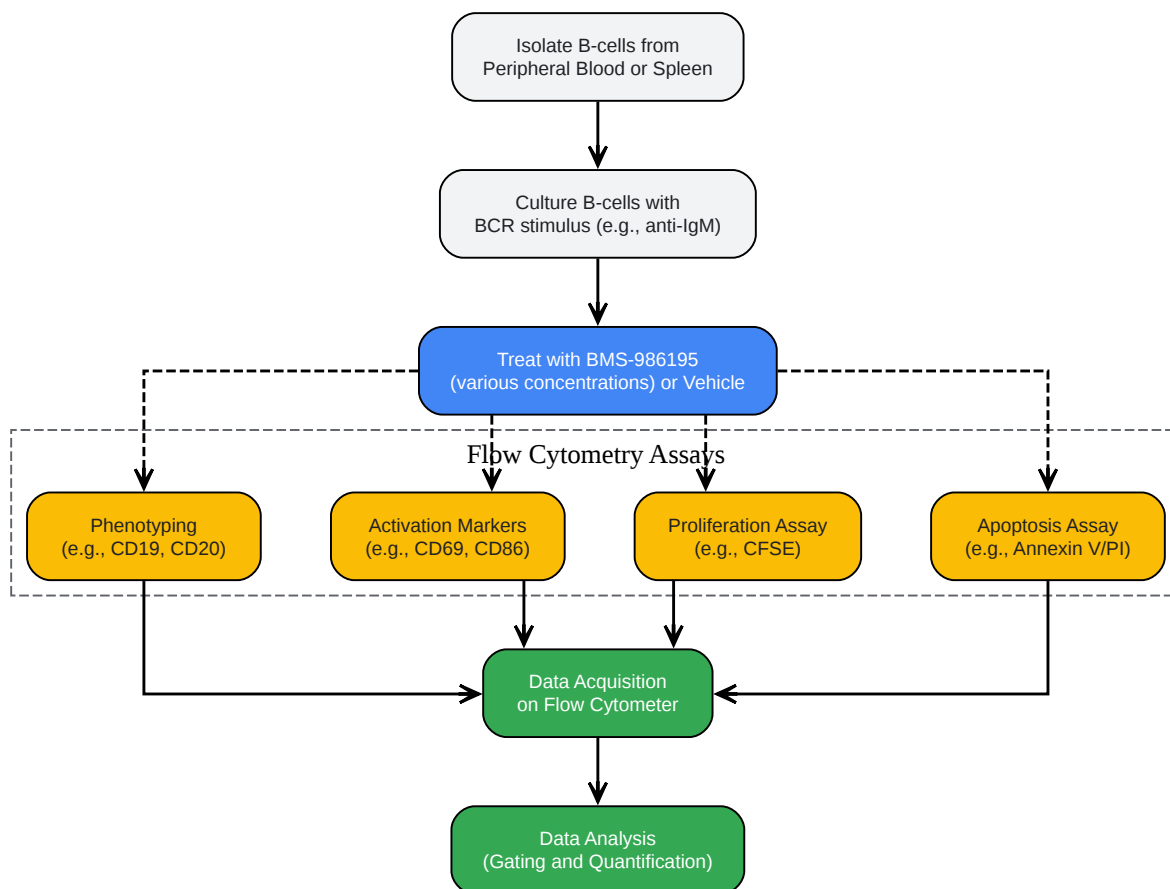 Isolate B-cells from
Peripheral Blood or Spleen
Culture B-cells with
BCR stimulus (e.g., anti-IgM)
Treat with BMS-986195
(various concentrations) or Vehicle
Flow Cytometry Assays
Phenotyping
(e.g., CD19, CD20)
Activation Markers
(e.g., CD69, CD86)
Proliferation Assay
(e.g., CFSE)
Apoptosis Assay
(e.g., Annexin V/PI)
Data Acquisition
on Flow Cytometer
Data Analysis
(Gating and Quantification)